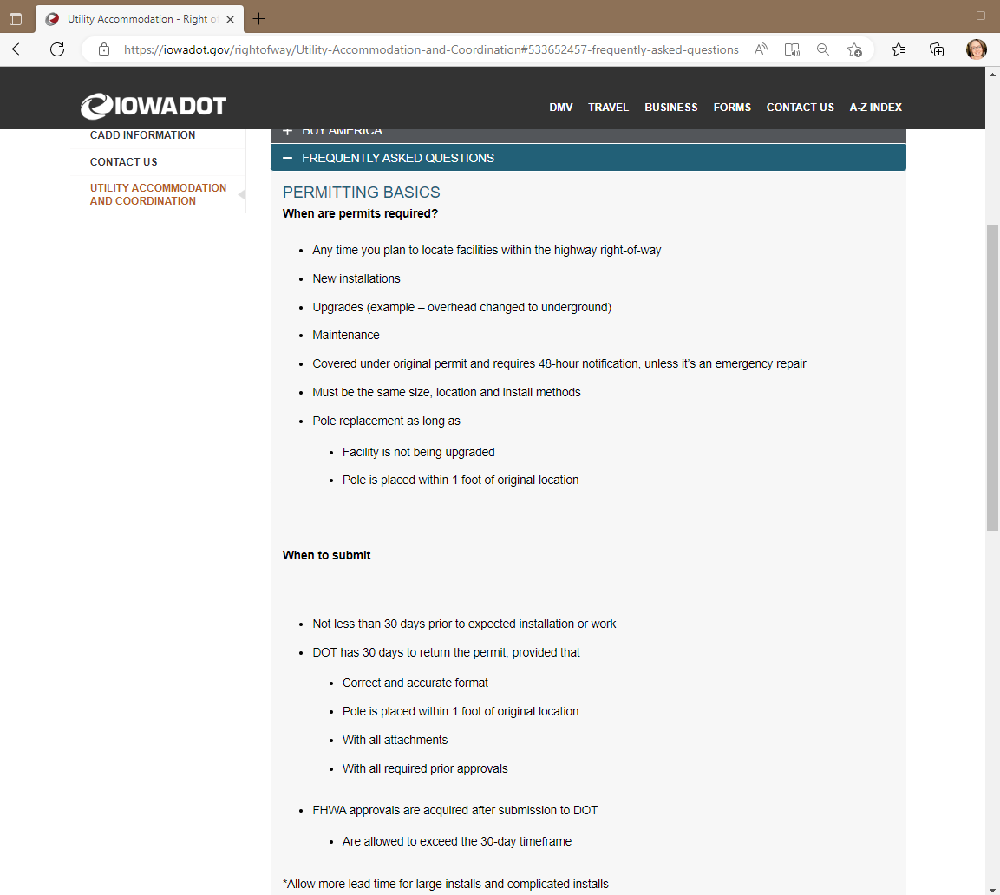 Utility Accommodation - Right o
https://iowadot.gov/rightofway/Utility-Accommodation-and-Coordination#533652457-frequently-asked-questions
IOWADOT
DMV TRAVEL BUSINESS FORMS CONTACT US A-Z INDEX
CADD INFORMATION
CONTACT US
UTILITY ACCOMMODATION
AND COORDINATION
+ BUY AMERICA
− FREQUENTLY ASKED QUESTIONS
PERMITTING BASICS
When are permits required?
• Any time you plan to locate facilities within the highway right-of-way
• New installations
• Upgrades (example – overhead changed to underground)
• Maintenance
• Covered under original permit and requires 48-hour notification, unless it’s an emergency repair
• Must be the same size, location and install methods
• Pole replacement as long as
• Facility is not being upgraded
• Pole is placed within 1 foot of original location
When to submit
• Not less than 30 days prior to expected installation or work
• DOT has 30 days to return the permit, provided that
• Correct and accurate format
• Pole is placed within 1 foot of original location
• With all attachments
• With all required prior approvals
• FHWA approvals are acquired after submission to DOT
• Are allowed to exceed the 30-day timeframe
*Allow more lead time for large installs and complicated installs